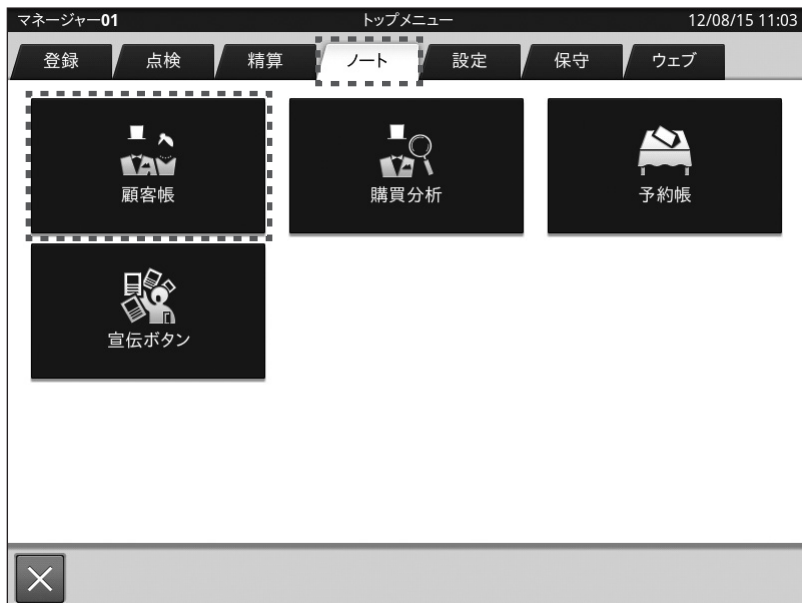 マネージャー01 トップメニュー 12/08/15 11:03
登録 点検 精算 ノート 設定 保守 ウェブ
顧客帳 購買分析 予約帳
宣伝ボタン